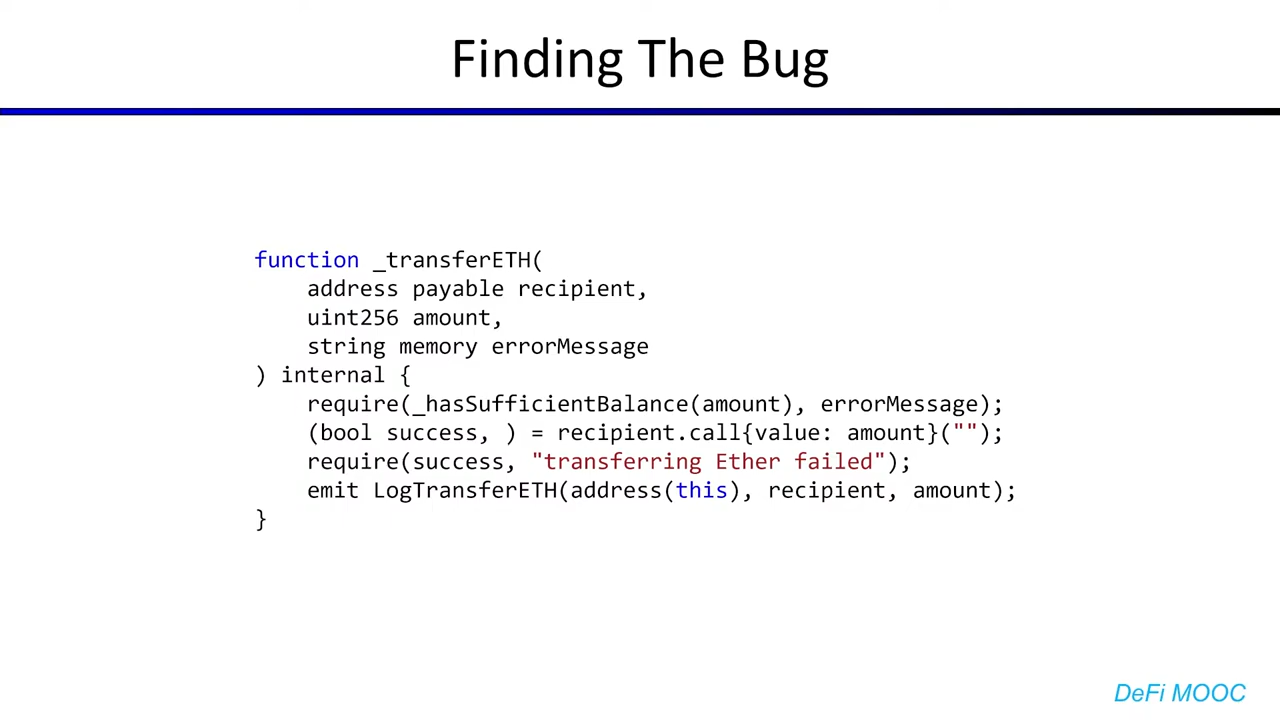 Finding The Bug
function _transferETH(
    address payable recipient,
    uint256 amount,
    string memory errorMessage
) internal {
    require(_hasSufficientBalance(amount), errorMessage);
    (bool success, ) = recipient.call{value: amount}("");
    require(success, "transferring Ether failed");
    emit LogTransferETH(address(this), recipient, amount);
}
DeFi MOOC